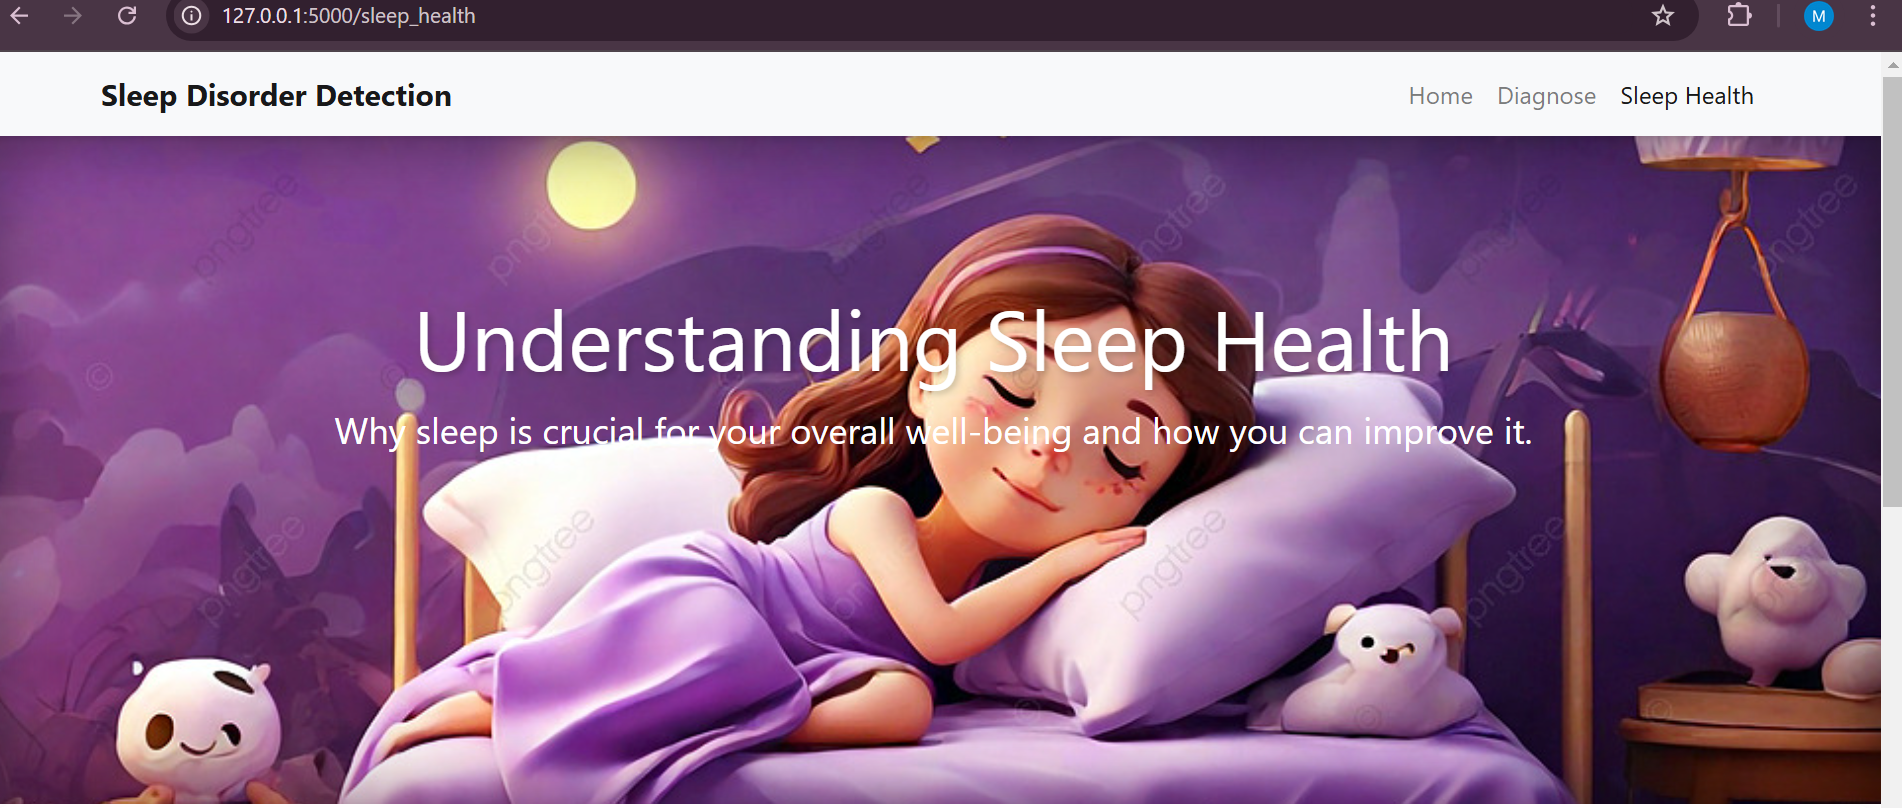 127.0.0.1:5000/sleep_health
M
Sleep Disorder Detection
Home Diagnose Sleep Health
Understanding Sleep Health
Why sleep is crucial for your overall well-being and how you can improve it.
pngtree
pngtree
pngtree
pngtree
pngtree
pngtree
pngtree
pngtree
pngtree
pngtree